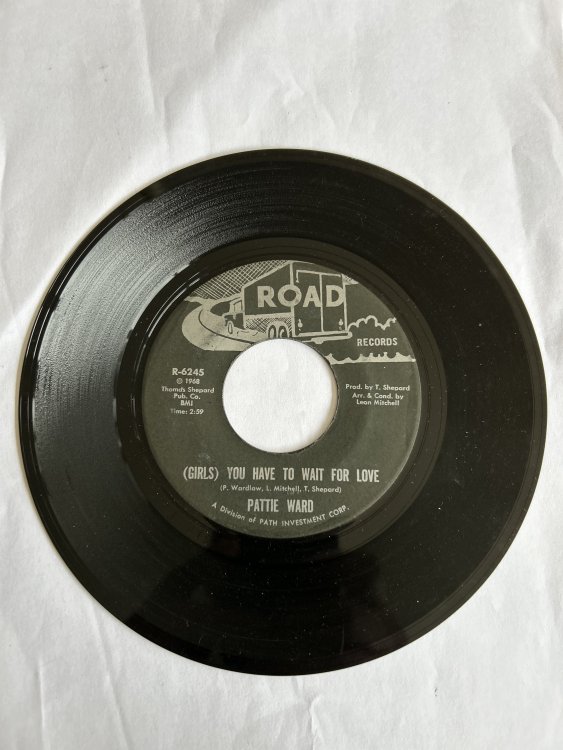 ROAD
RECORDS
R-6245
© 1968
Thomas Shepard
Pub. Co.
BMI
Time: 2:59
Prod. by T. Shepard
Arr. & Cond. by
Leon Mitchell
(GIRLS) YOU HAVE TO WAIT FOR LOVE
(P. Wardlow, L. Mitchell, T. Shepard)
PATTIE WARD
A Division of PATH INVESTMENT CORP.